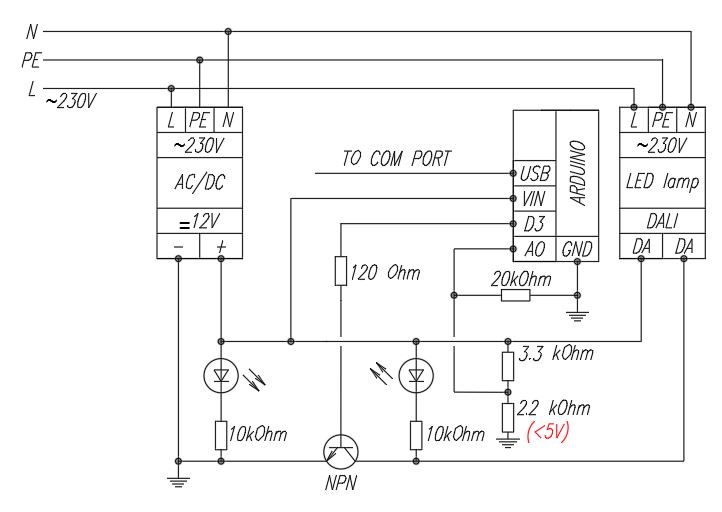 N
PE
L
~230V
L PE N
~230V
AC/DC
=12V
− +
TO COM PORT
USB
VIN
D3
A0
GND
ARDUINO
L PE N
~230V
LED lamp
DALI
DA DA
120 Ohm
20kOhm
3.3 kOhm
2.2 kOhm
(<5V)
10kOhm
10kOhm
NPN